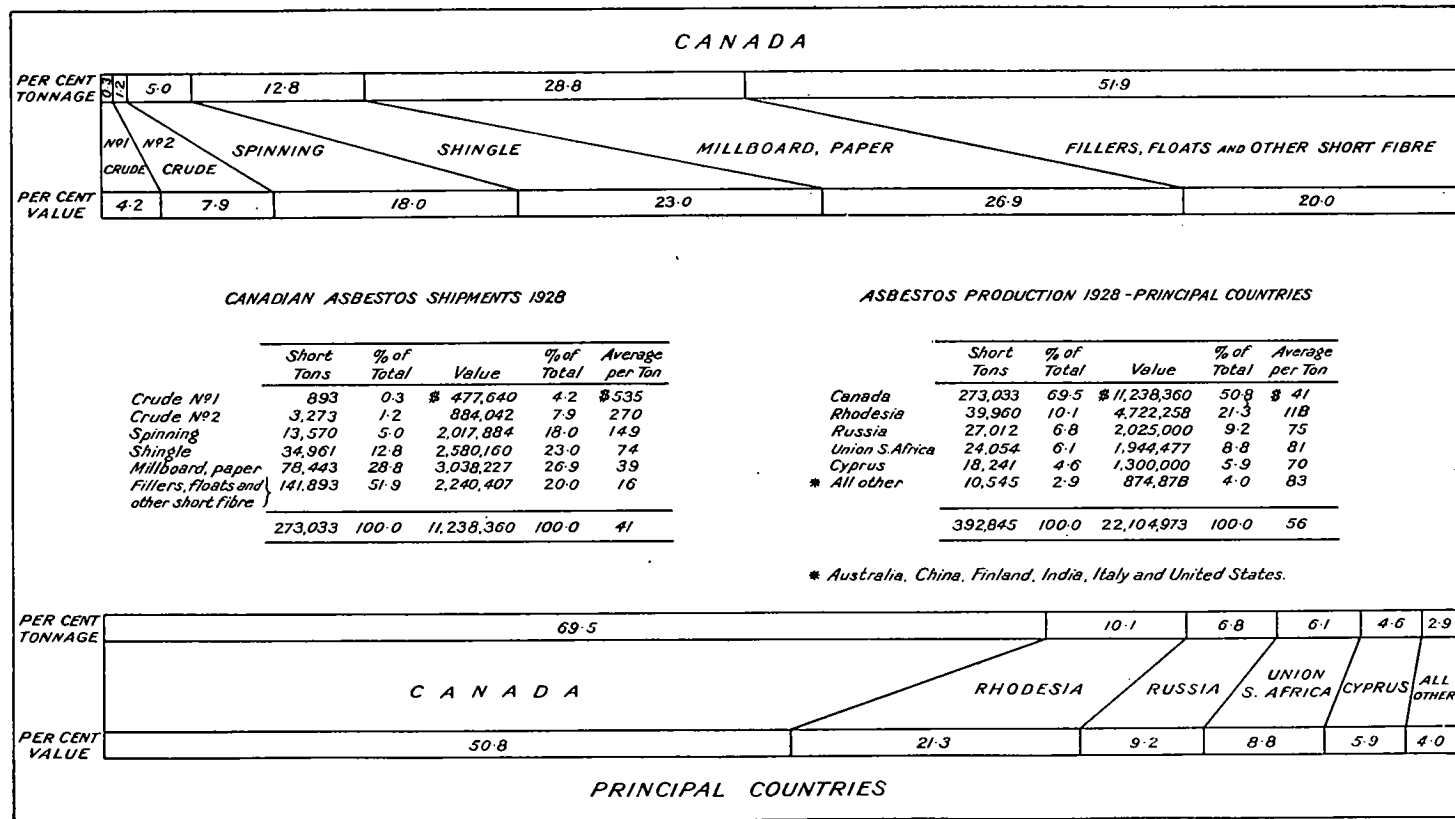 CANADA
PER CENT TONNAGE 0·3 1·2 5·0 12·8 28·8 51·9
Nº1 CRUDE Nº2 CRUDE SPINNING SHINGLE MILLBOARD, PAPER FILLERS, FLOATS AND OTHER SHORT FIBRE
PER CENT VALUE 4·2 7·9 18·0 23·0 26·9 20·0
CANADIAN ASBESTOS SHIPMENTS 1928
Short Tons % of Total Value % of Total Average per Ton
Crude Nº1 893 0·3 $ 477,640 4·2 $535
Crude Nº2 3,273 1·2 884,042 7·9 270
Spinning 13,570 5·0 2,017,884 18·0 149
Shingle 34,961 12·8 2,580,160 23·0 74
Millboard, paper 78,443 28·8 3,038,227 26·9 39
Fillers, floats and other short fibre } 141,893 51·9 2,240,407 20·0 16
273,033 100·0 11,238,360 100·0 41
ASBESTOS PRODUCTION 1928 - PRINCIPAL COUNTRIES
Short Tons % of Total Value % of Total Average per Ton
Canada 273,033 69·5 $ 11,238,360 50·8 $ 41
Rhodesia 39,960 10·1 4,722,258 21·3 118
Russia 27,012 6·8 2,025,000 9·2 75
Union S. Africa 24,054 6·1 1,944,477 8·8 81
Cyprus 18,241 4·6 1,300,000 5·9 70
* All other 10,545 2·9 874,878 4·0 83
392,845 100·0 22,104,973 100·0 56
* Australia, China, Finland, India, Italy and United States.
PER CENT TONNAGE 69·5 10·1 6·8 6·1 4·6 2·9
CANADA RHODESIA RUSSIA UNION S. AFRICA CYPRUS ALL OTHER
PER CENT VALUE 50·8 21·3 9·2 8·8 5·9 4·0
PRINCIPAL COUNTRIES